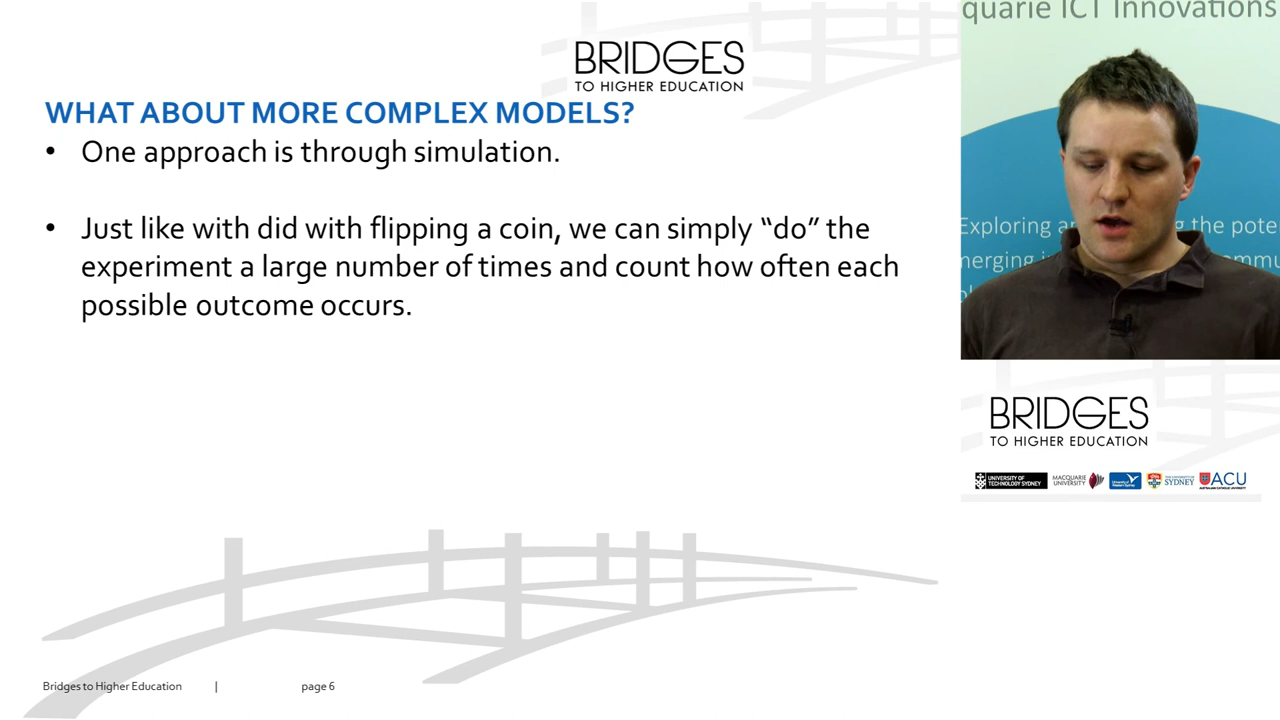 BRIDGES
TO HIGHER EDUCATION
WHAT ABOUT MORE COMPLEX MODELS?
• One approach is through simulation.
• Just like with did with flipping a coin, we can simply “do” the
experiment a large number of times and count how often each
possible outcome occurs.
Bridges to Higher Education | page 6
quarie ICT Innovations
Exploring an g the pote
merging i commu
BRIDGES
TO HIGHER EDUCATION
UNIVERSITY OF
TECHNOLOGY SYDNEY
MACQUARIE
UNIVERSITY
SYDNEY
ACU